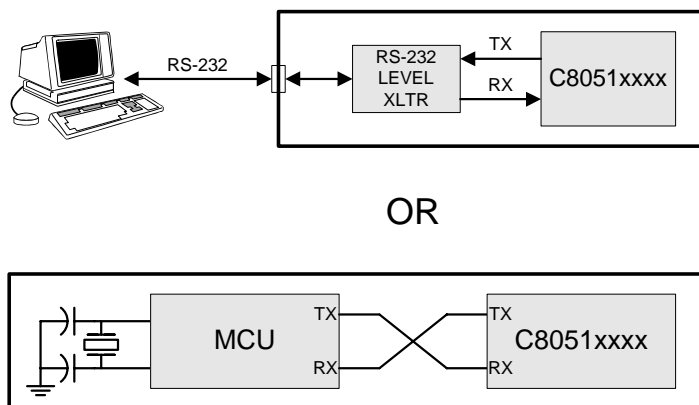 RS-232
RS-232
LEVEL
XLTR
TX
RX
C8051xxxx
OR
MCU
TX
RX
TX
RX
C8051xxxx